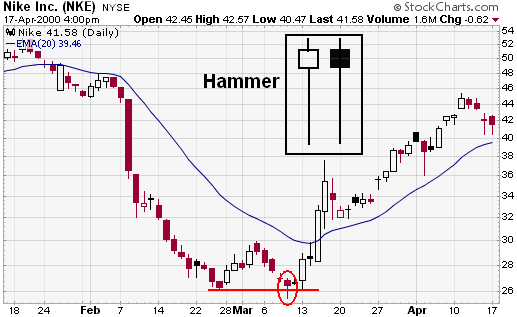 Nike Inc. (NKE) NYSE
© StockCharts.com
17-Apr-2000 4:00pm Open 42.45 High 42.57 Low 40.47 Last 41.58 Volume 1.6M Chg -0.62
Nike 41.58 (Daily)
EMA(20) 39.46
Hammer
54
52
50
48
46
44
42
40
38
36
34
32
30
28
26
18 24 Feb 7 14 22 28 Mar 6 13 20 27 Apr 10 17